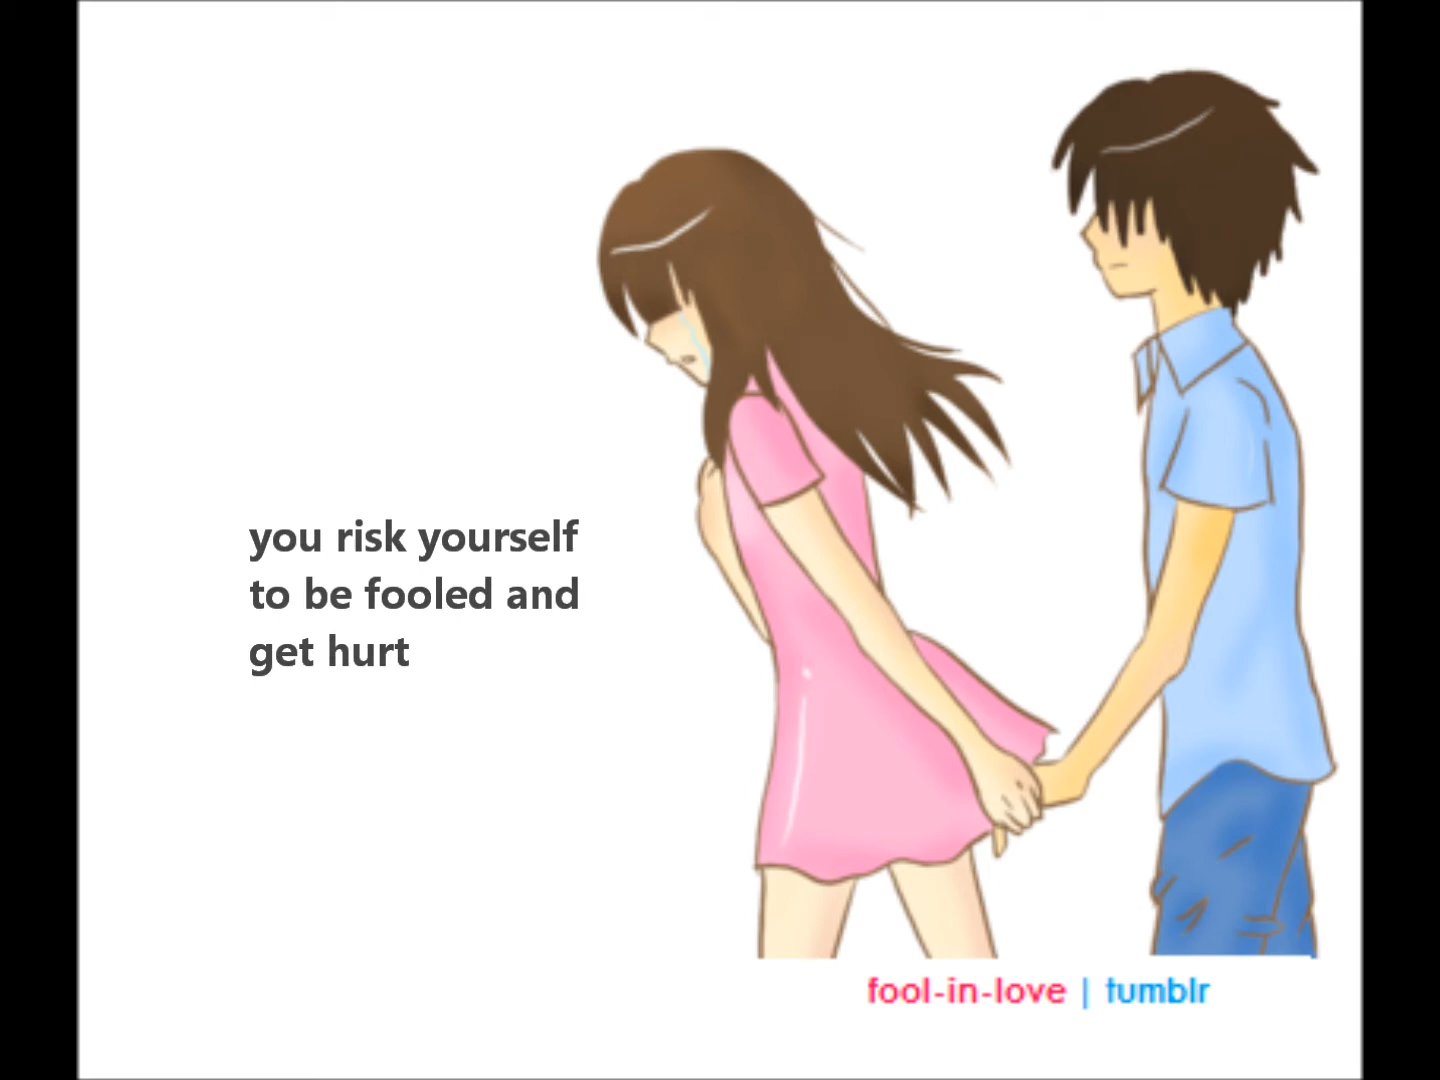 you risk yourself
to be fooled and
get hurt
fool-in-love | tumblr